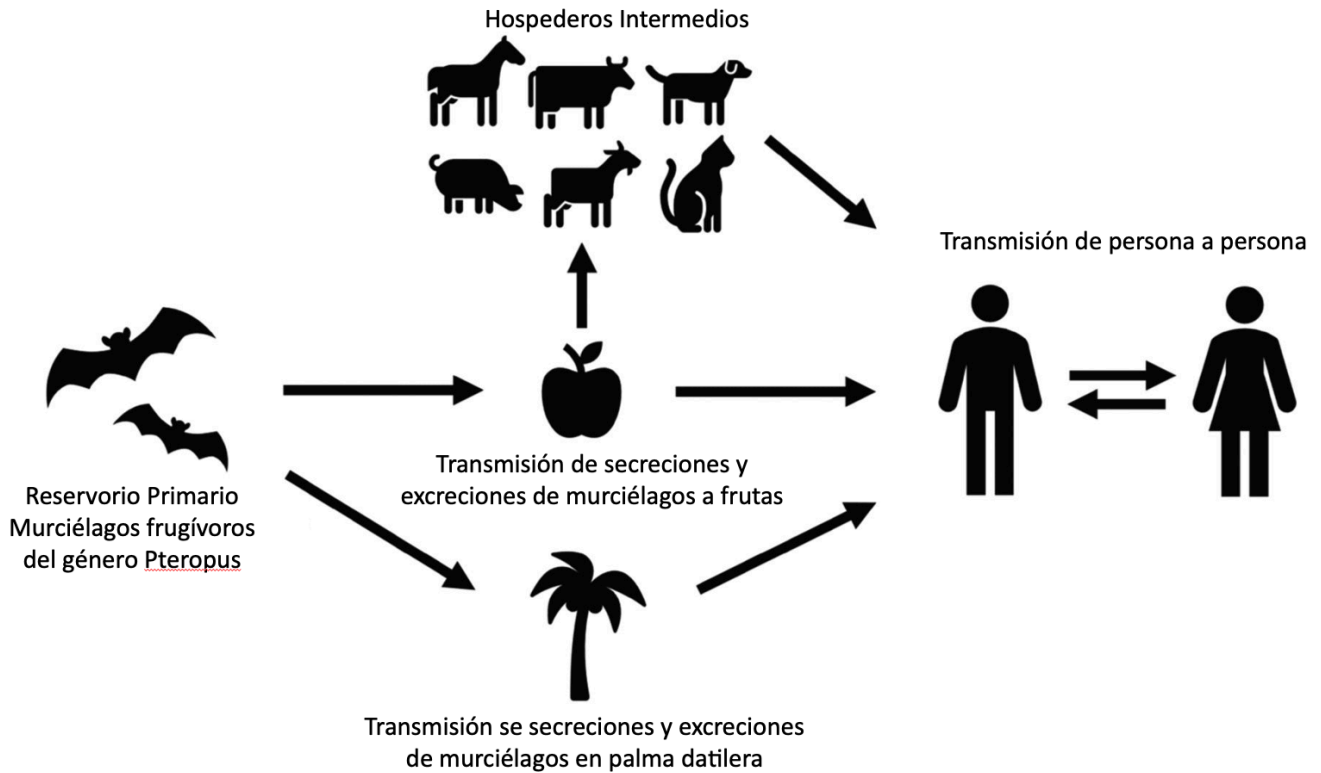 Hospederos Intermedios
Transmisión de persona a persona
Reservorio Primario
Murciélagos frugívoros
del género Pteropus
Transmisión de secreciones y
excreciones de murciélagos a frutas
Transmisión se secreciones y excreciones
de murciélagos en palma datilera